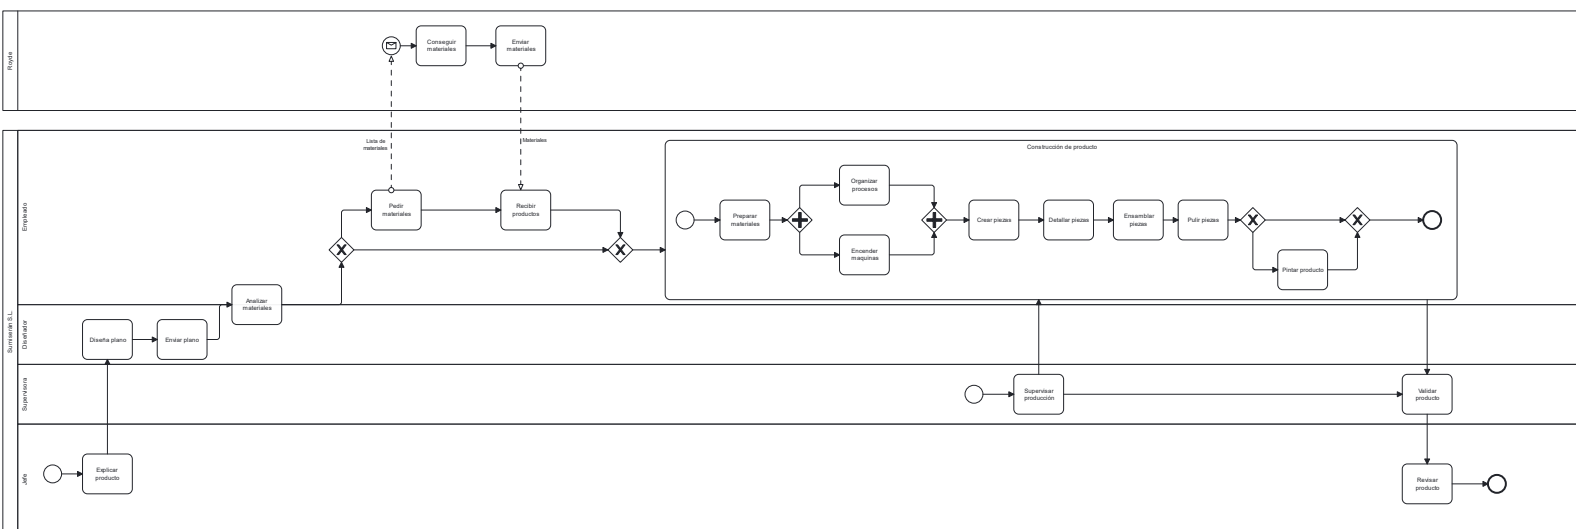 Royde
Conseguir
materiales
Enviar
materiales
Lista de
materiales
Materiales
Sumiserán S.L.
Empleado
Pedir
materiales
Recibir
productos
Construcción de producto
Preparar
materiales
Organizar
procesos
Encender
maquinas
Crear piezas
Detallar piezas
Ensamblar
piezas
Pulir piezas
Pintar producto
Analizar
materiales
Diseñador
Diseña plano
Enviar plano
Supervisora
Supervisar
producción
Validar
producto
Jefe
Explicar
producto
Revisar
producto